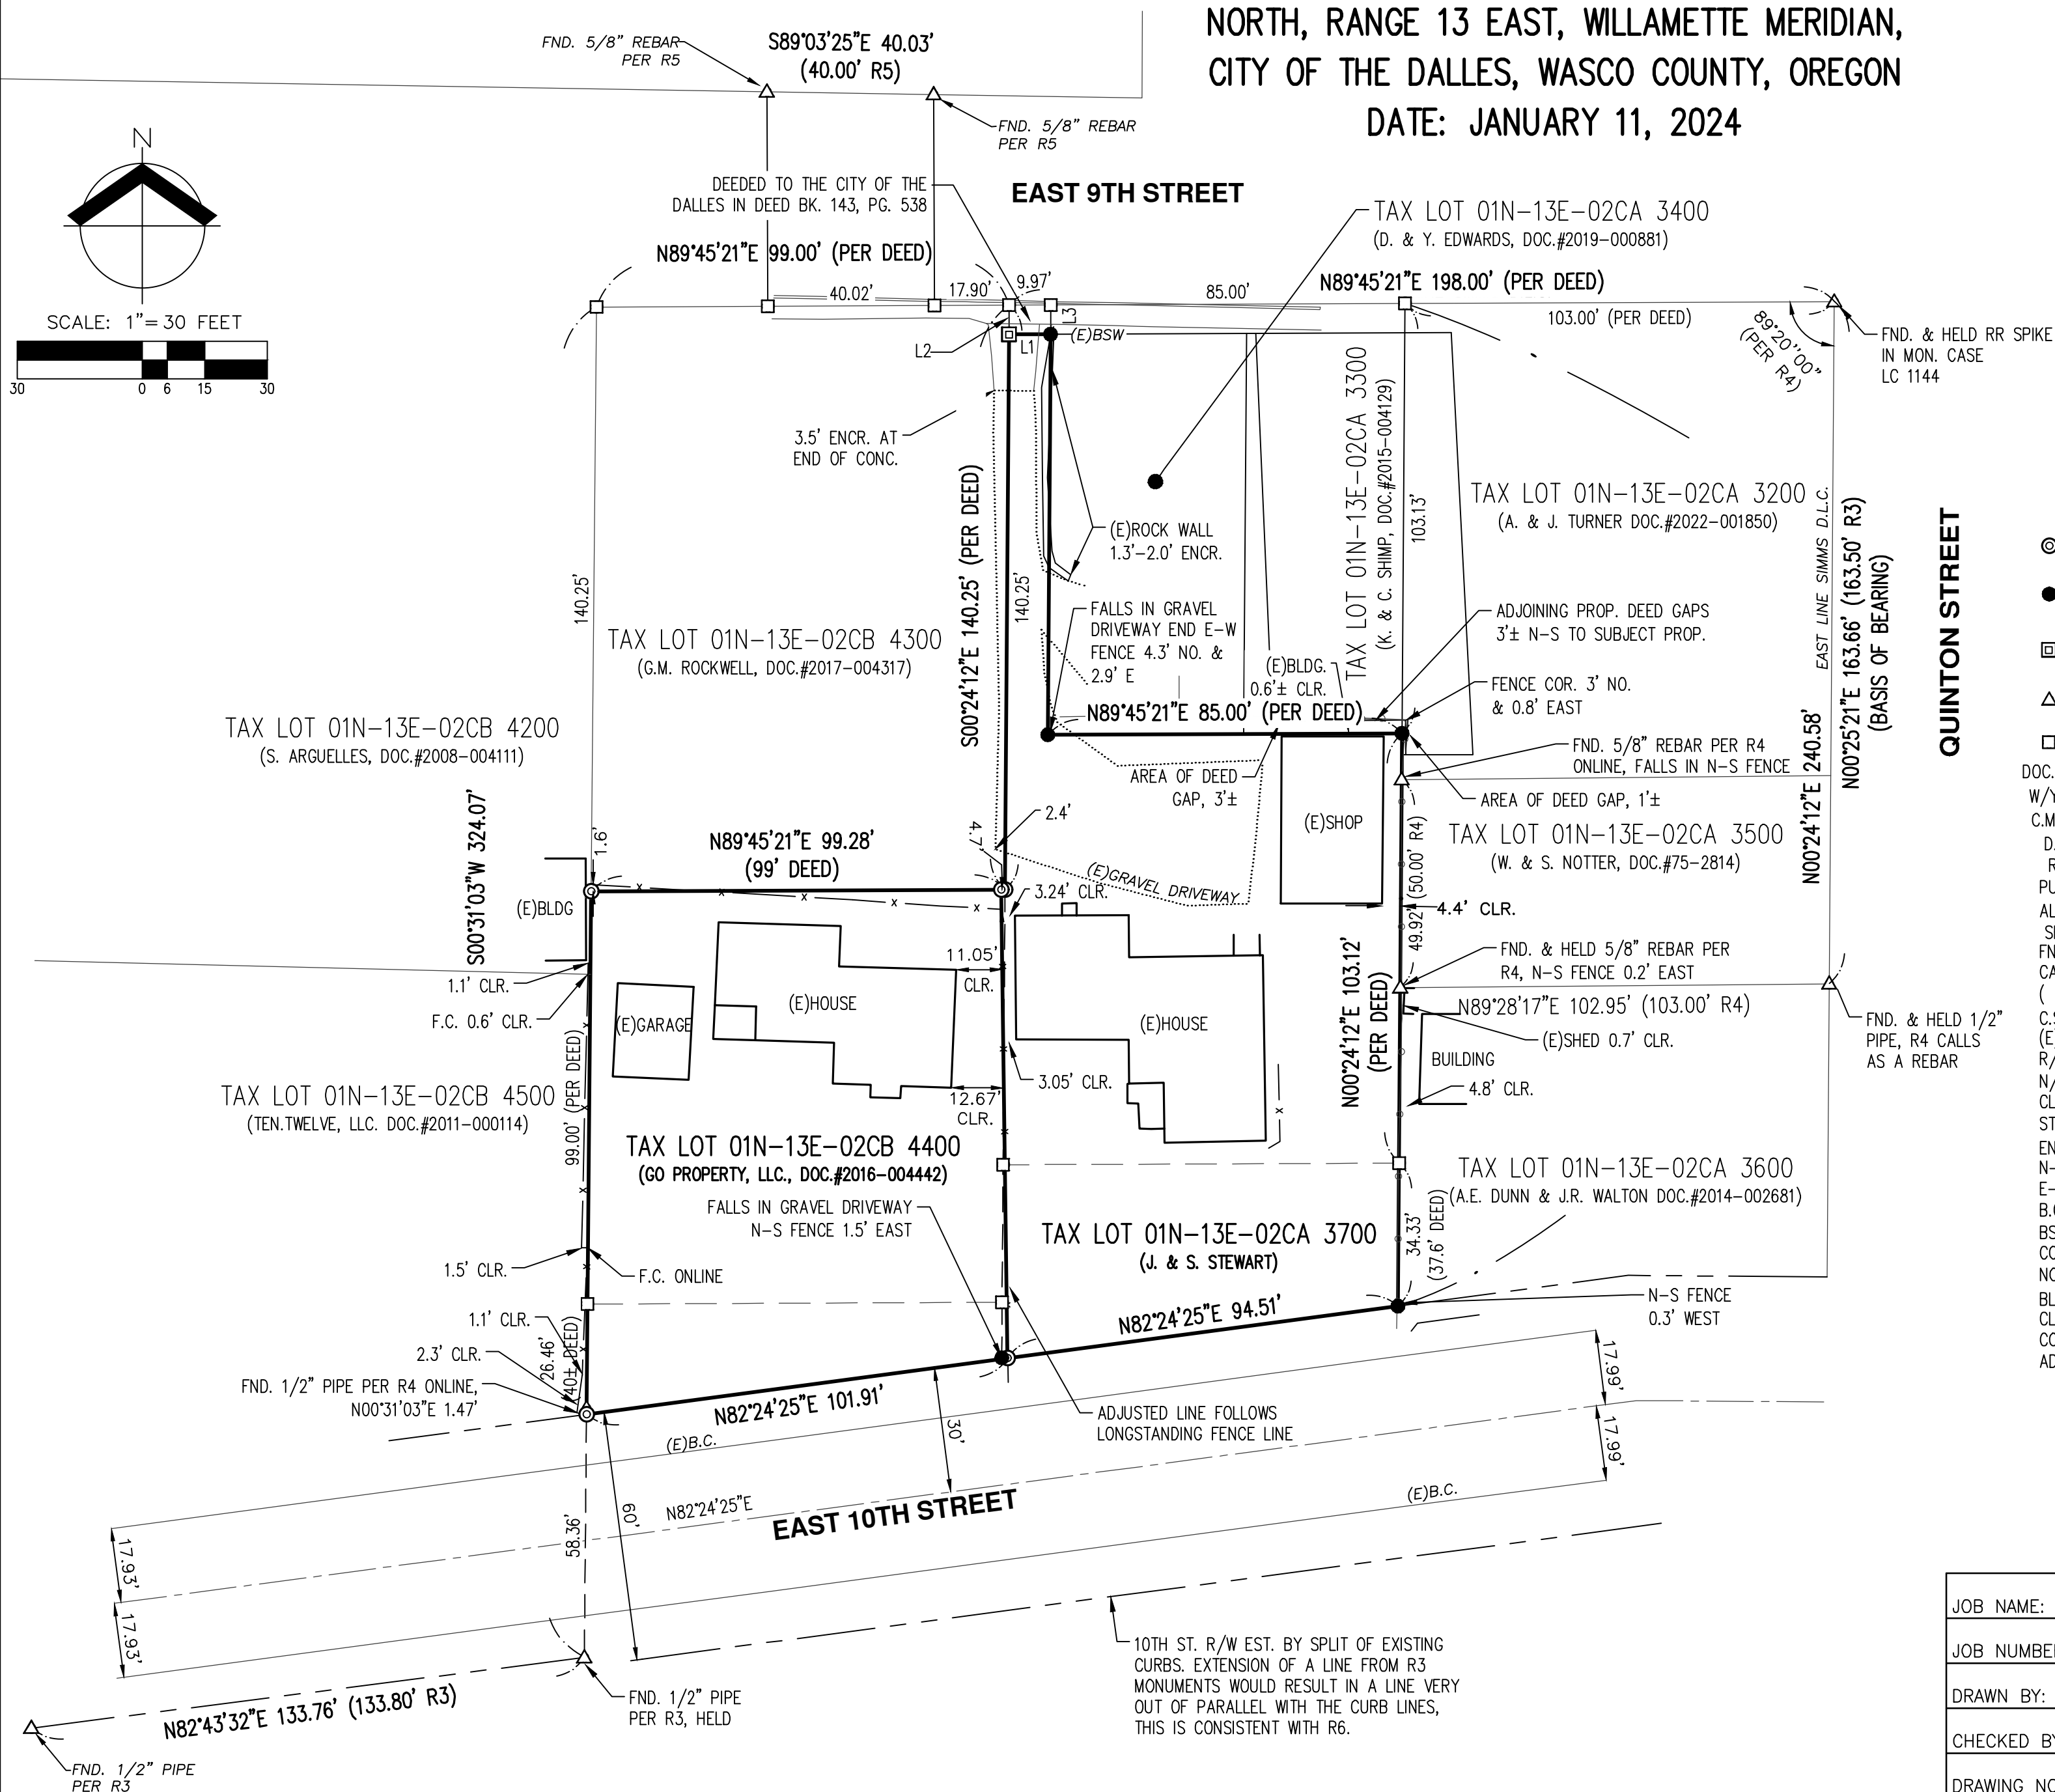 NORTH, RANGE 13 EAST, WILLAMETTE MERIDIAN,
CITY OF THE DALLES, WASCO COUNTY, OREGON
DATE: JANUARY 11, 2024
FND. 5/8" REBAR
PER R5
S89°03'25"E 40.03'
(40.00' R5)
FND. 5/8" REBAR
PER R5
N
SCALE: 1"= 30 FEET
30
0
6
15
30
DEEDED TO THE CITY OF THE
DALLES IN DEED BK. 143, PG. 538
EAST 9TH STREET
TAX LOT 01N-13E-02CA 3400
(D. & Y. EDWARDS, DOC.#2019-000881)
N89°45'21"E 99.00' (PER DEED)
N89°45'21"E 198.00' (PER DEED)
40.02'
17.90'
9.97'
85.00'
103.00' (PER DEED)
89°20'00"
(PER R4)
FND. & HELD RR SPIKE
IN MON. CASE
LC 1144
L2
L1
L3
(E)BSW
3.5' ENCR. AT
END OF CONC.
S00°24'12"E 140.25' (PER DEED)
140.25'
140.25'
(E)ROCK WALL
1.3'-2.0' ENCR.
TAX LOT 01N-13E-02CA 3300
(K. & C. SHIMP, DOC.#2015-004129)
103.13'
TAX LOT 01N-13E-02CA 3200
(A. & J. TURNER DOC.#2022-001850)
EAST LINE SIMMS D.L.C.
N00°25'21"E 163.66' (163.50' R3)
(BASIS OF BEARING)
QUINTON STREET
TAX LOT 01N-13E-02CB 4300
(G.M. ROCKWELL, DOC.#2017-004317)
FALLS IN GRAVEL
DRIVEWAY END E-W
FENCE 4.3' NO. &
2.9' E
(E)BLDG.
0.6'± CLR.
ADJOINING PROP. DEED GAPS
3'± N-S TO SUBJECT PROP.
FENCE COR. 3' NO.
& 0.8' EAST
N89°45'21"E 85.00' (PER DEED)
TAX LOT 01N-13E-02CB 4200
(S. ARGUELLES, DOC.#2008-004111)
FND. 5/8" REBAR PER R4
ONLINE, FALLS IN N-S FENCE
AREA OF DEED
GAP, 3'±
AREA OF DEED GAP, 1'±
N00°24'12"E 240.58'
S00°31'03"W 324.07'
1.6'
N89°45'21"E 99.28'
(99' DEED)
4.7'
2.4'
(E)SHOP
TAX LOT 01N-13E-02CA 3500
(W. & S. NOTTER, DOC.#75-2814)
49.92' (50.00' R4)
(E)BLDG
(E)GRAVEL DRIVEWAY
3.24' CLR.
4.4' CLR.
11.05'
CLR.
FND. & HELD 5/8" REBAR PER
R4, N-S FENCE 0.2' EAST
1.1' CLR.
F.C. 0.6' CLR.
(E)GARAGE
(E)HOUSE
(E)HOUSE
N00°24'12"E 103.12'
(PER DEED)
N89°28'17"E 102.95' (103.00' R4)
(E)SHED 0.7' CLR.
BUILDING
4.8' CLR.
FND. & HELD 1/2"
PIPE, R4 CALLS
AS A REBAR
3.05' CLR.
12.67'
CLR.
TAX LOT 01N-13E-02CB 4500
(TEN.TWELVE, LLC. DOC.#2011-000114)
99.00' (PER DEED)
TAX LOT 01N-13E-02CB 4400
(GO PROPERTY, LLC., DOC.#2016-004442)
FALLS IN GRAVEL DRIVEWAY
N-S FENCE 1.5' EAST
TAX LOT 01N-13E-02CA 3700
(J. & S. STEWART)
TAX LOT 01N-13E-02CA 3600
(A.E. DUNN & J.R. WALTON DOC.#2014-002681)
34.33'
(37.6' DEED)
1.5' CLR.
F.C. ONLINE
1.1' CLR.
2.3' CLR.
26.46'
(40± DEED)
FND. 1/2" PIPE PER R4 ONLINE,
N00°31'03"E 1.47'
N82°24'25"E 94.51'
N-S FENCE
0.3' WEST
N82°24'25"E 101.91'
ADJUSTED LINE FOLLOWS
LONGSTANDING FENCE LINE
17.99'
17.99'
(E)B.C.
30'
60'
N82°24'25"E
EAST 10TH STREET
(E)B.C.
58.36'
17.93'
17.93'
10TH ST. R/W EST. BY SPLIT OF EXISTING
CURBS. EXTENSION OF A LINE FROM R3
MONUMENTS WOULD RESULT IN A LINE VERY
OUT OF PARALLEL WITH THE CURB LINES,
THIS IS CONSISTENT WITH R6.
FND. 1/2" PIPE
PER R3, HELD
N82°43'32"E 133.76' (133.80' R3)
FND. 1/2" PIPE
PER R3
DOC.
W/Y
C.M
D.
R
PU
AL
FN
CA
(
C.S
(E)
R/
N/
CL
ST
EN
N-
E-
BS
CO
NO
BL
CL
CO
AD
JOB NAME:
JOB NUMBE
DRAWN BY:
CHECKED B
DRAWING NO